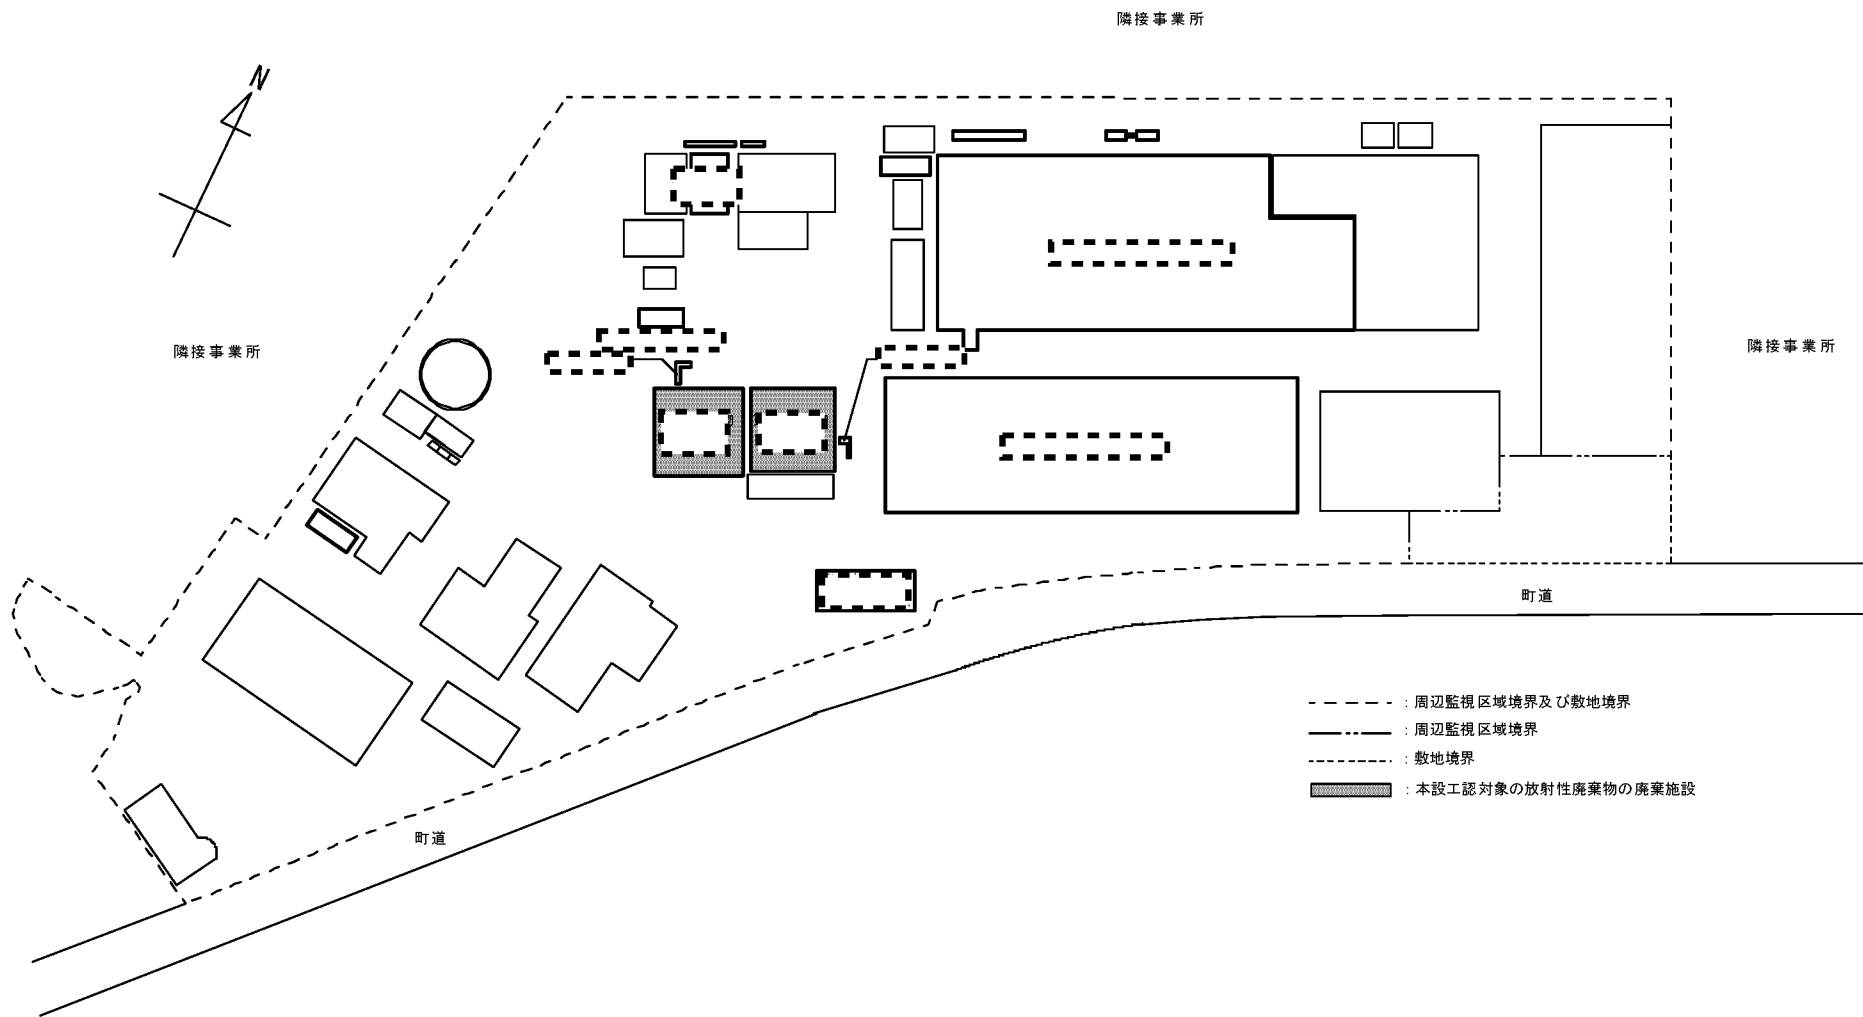 隣接事業所
N
隣接事業所
隣接事業所
町道
: 周辺監視区域境界及び敷地境界
: 周辺監視区域境界
: 敷地境界
: 本設工認対象の放射性廃棄物の廃棄施設
町道